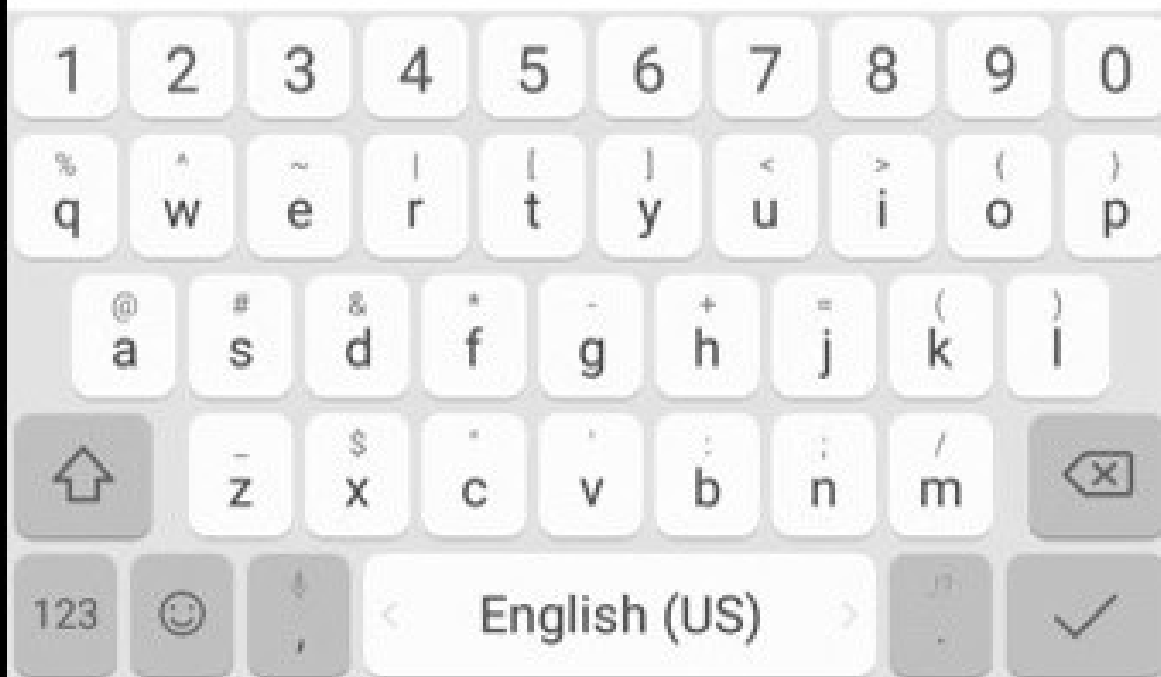 1 2 3 4 5 6 7 8 9 0
% ^ ~ | [ ] < > { }
q w e r t y u i o p
@ # & * - + = ( )
a s d f g h j k l
_ $ " ' : ; /
z x c v b n m
!?
123 , < English (US) > .